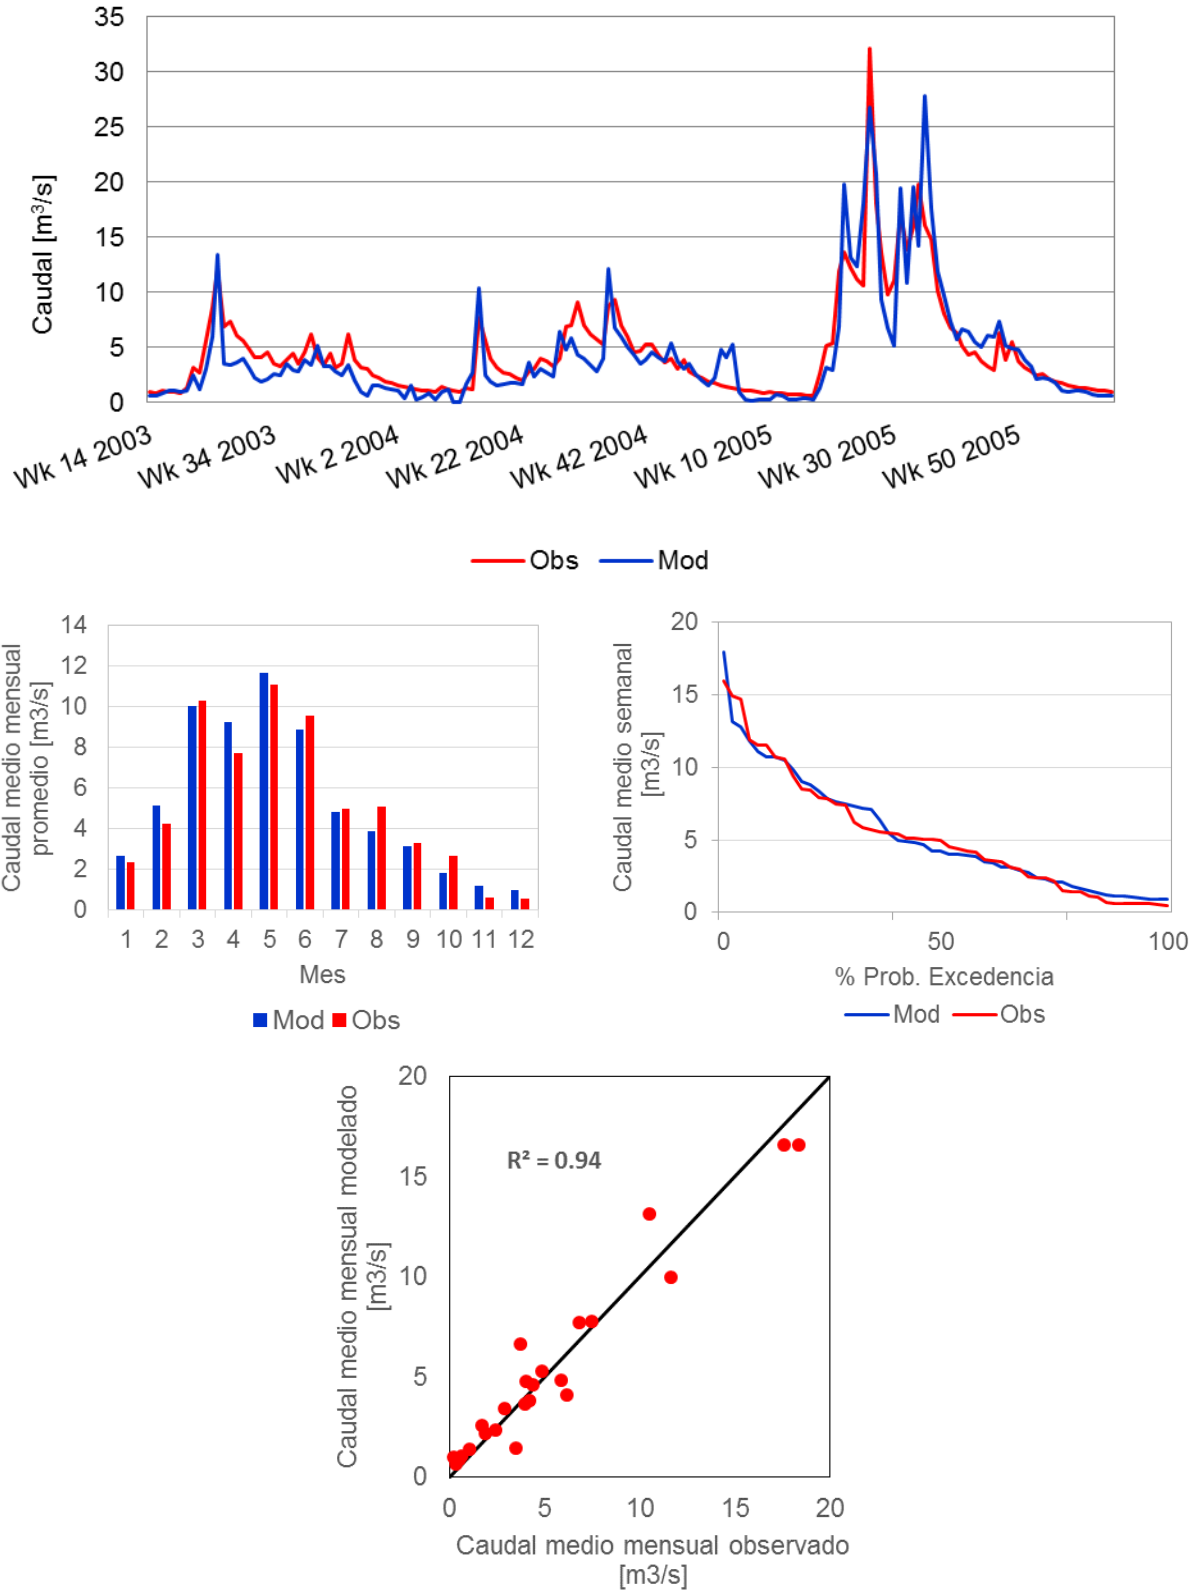 35
30
25
20
15
10
5
0
Caudal [m³/s]
Wk 14 2003
Wk 34 2003
Wk 2 2004
Wk 22 2004
Wk 42 2004
Wk 10 2005
Wk 30 2005
Wk 50 2005
Obs Mod
14
12
10
8
6
4
2
0
Caudal medio mensual
promedio [m3/s]
1 2 3 4 5 6 7 8 9 10 11 12
Mes
Mod Obs
20
15
10
5
0
Caudal medio semanal
[m3/s]
0 50 100
% Prob. Excedencia
Mod Obs
20
15
10
5
0
Caudal medio mensual modelado
[m3/s]
R² = 0.94
0 5 10 15 20
Caudal medio mensual observado
[m3/s]